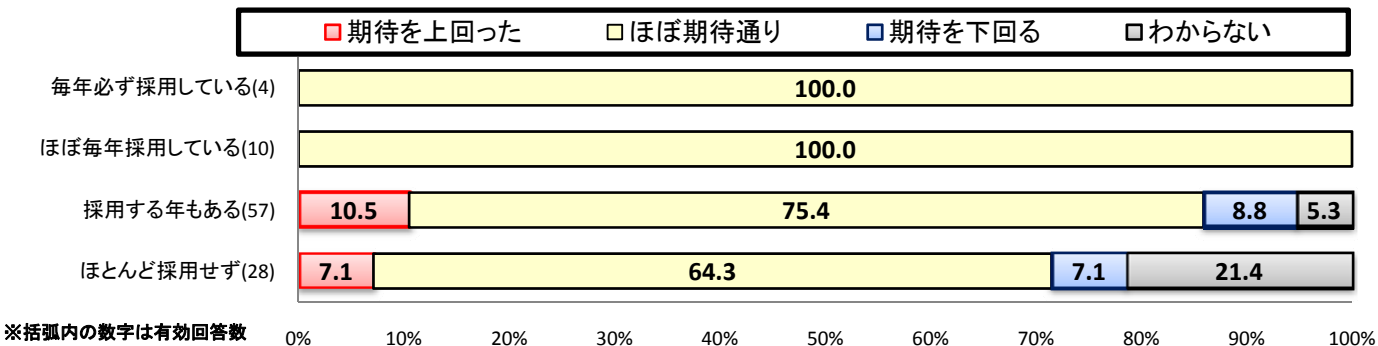 期待を上回った ほぼ期待通り 期待を下回る わからない
毎年必ず採用している(4) 100.0
ほぼ毎年採用している(10) 100.0
採用する年もある(57) 10.5 75.4 8.8 5.3
ほとんど採用せず(28) 7.1 64.3 7.1 21.4
※括弧内の数字は有効回答数
0% 10% 20% 30% 40% 50% 60% 70% 80% 90% 100%